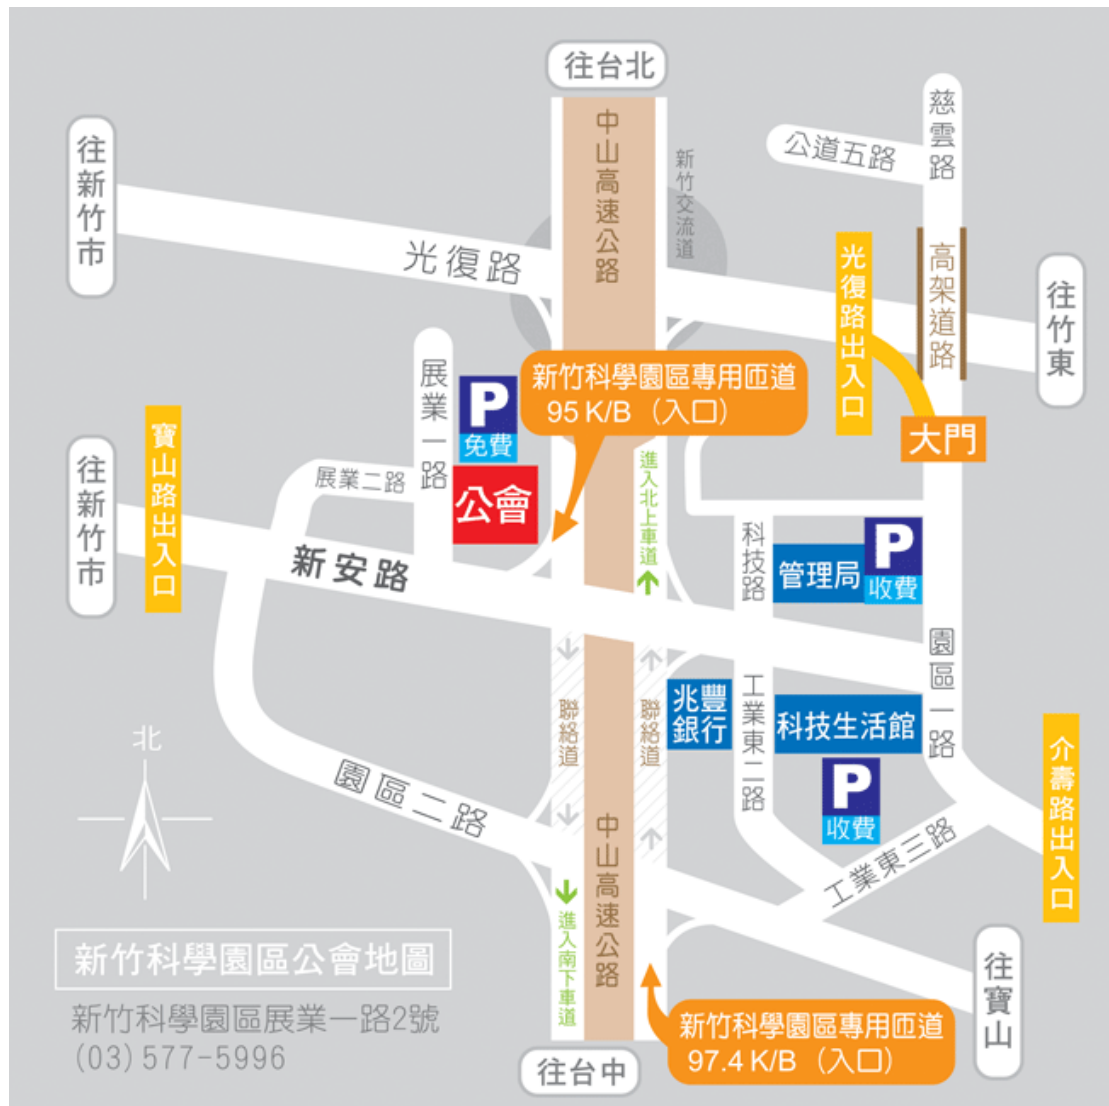 往台北
往新竹市
中山高速公路
新竹交流道
慈雲路
公道五路
光復路
光復路出入口
高架道路
往竹東
新竹科學園區專用匝道
95 K/B (入口)
展業一路
P
免費
大門
寶山路出入口
往新竹市
展業二路
公會
進入北上車道
科技路
管理局
P
收費
新安路
園區一路
兆豐
銀行
工業東二路
科技生活館
聯絡道
聯絡道
介壽路出入口
北
園區二路
P
收費
中山高速公路
工業東三路
進入南下車道
往寶山
新竹科學園區公會地圖
新竹科學園區展業一路2號
(03)577-5996
新竹科學園區專用匝道
97.4 K/B (入口)
往台中